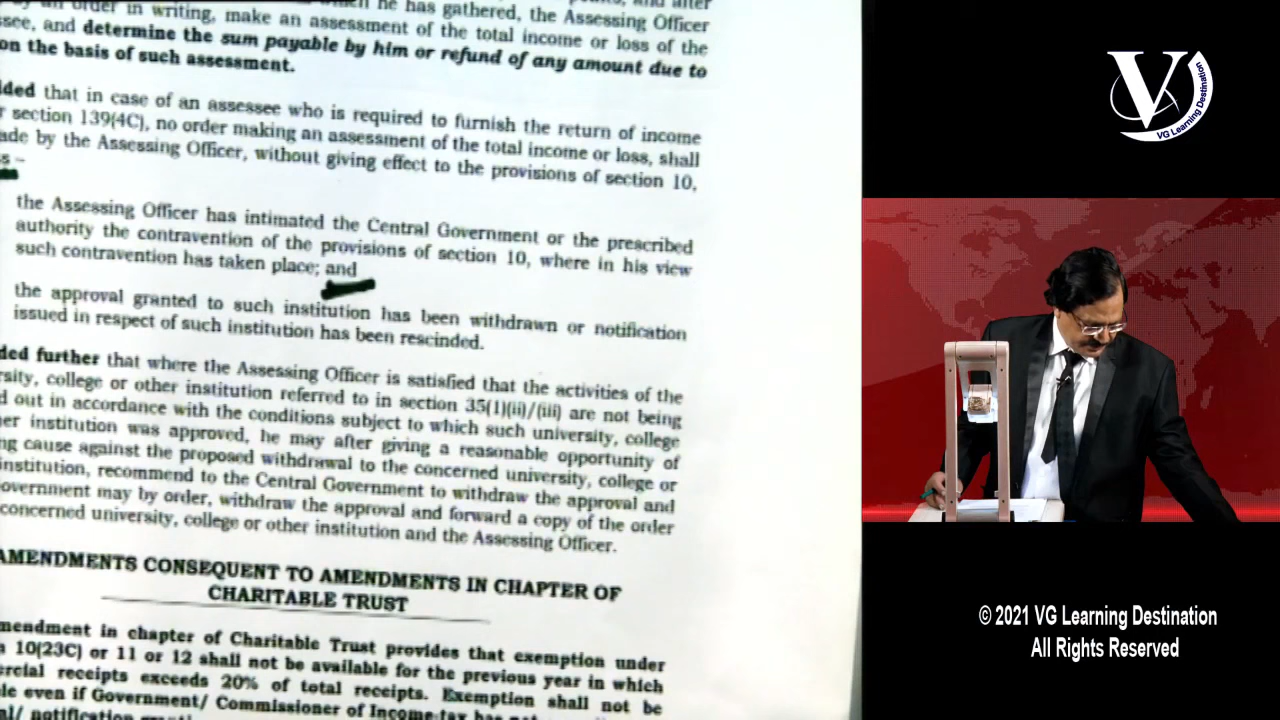 order in writing, make an assessment of the total income or loss of the
see, and determine the sum payable by him or refund of any amount due to
on the basis of such assessment.
ded that in case of an assessee who is required to furnish the return of income
r section 139(4C), no order making an assessment of the total income or loss, shall
ade by the Assessing Officer, without giving effect to the provisions of section 10,
s –
the Assessing Officer has intimated the Central Government or the prescribed
authority the contravention of the provisions of section 10, where in his view
such contravention has taken place; and
the approval granted to such institution has been withdrawn or notification
issued in respect of such institution has been rescinded.
ded further that where the Assessing Officer is satisfied that the activities of the
rsity, college or other institution referred to in section 35(1)(ii)/(iii) are not being
d out in accordance with the conditions subject to which such university, college
er institution was approved, he may after giving a reasonable opportunity of
ng cause against the proposed withdrawal to the concerned university, college or
institution, recommend to the Central Government to withdraw the approval and
overnment may by order, withdraw the approval and forward a copy of the order
concerned university, college or other institution and the Assessing Officer.
AMENDMENTS CONSEQUENT TO AMENDMENTS IN CHAPTER OF
CHARITABLE TRUST
mendment in chapter of Charitable Trust provides that exemption under
10(23C) or 11 or 12 shall not be available for the previous year in which
rcial receipts exceeds 20% of total receipts. Exemption shall not be
le even if Government/ Commissioner of Income-tax has
al/ notification
V
VG Learning Destination
© 2021 VG Learning Destination
All Rights Reserved